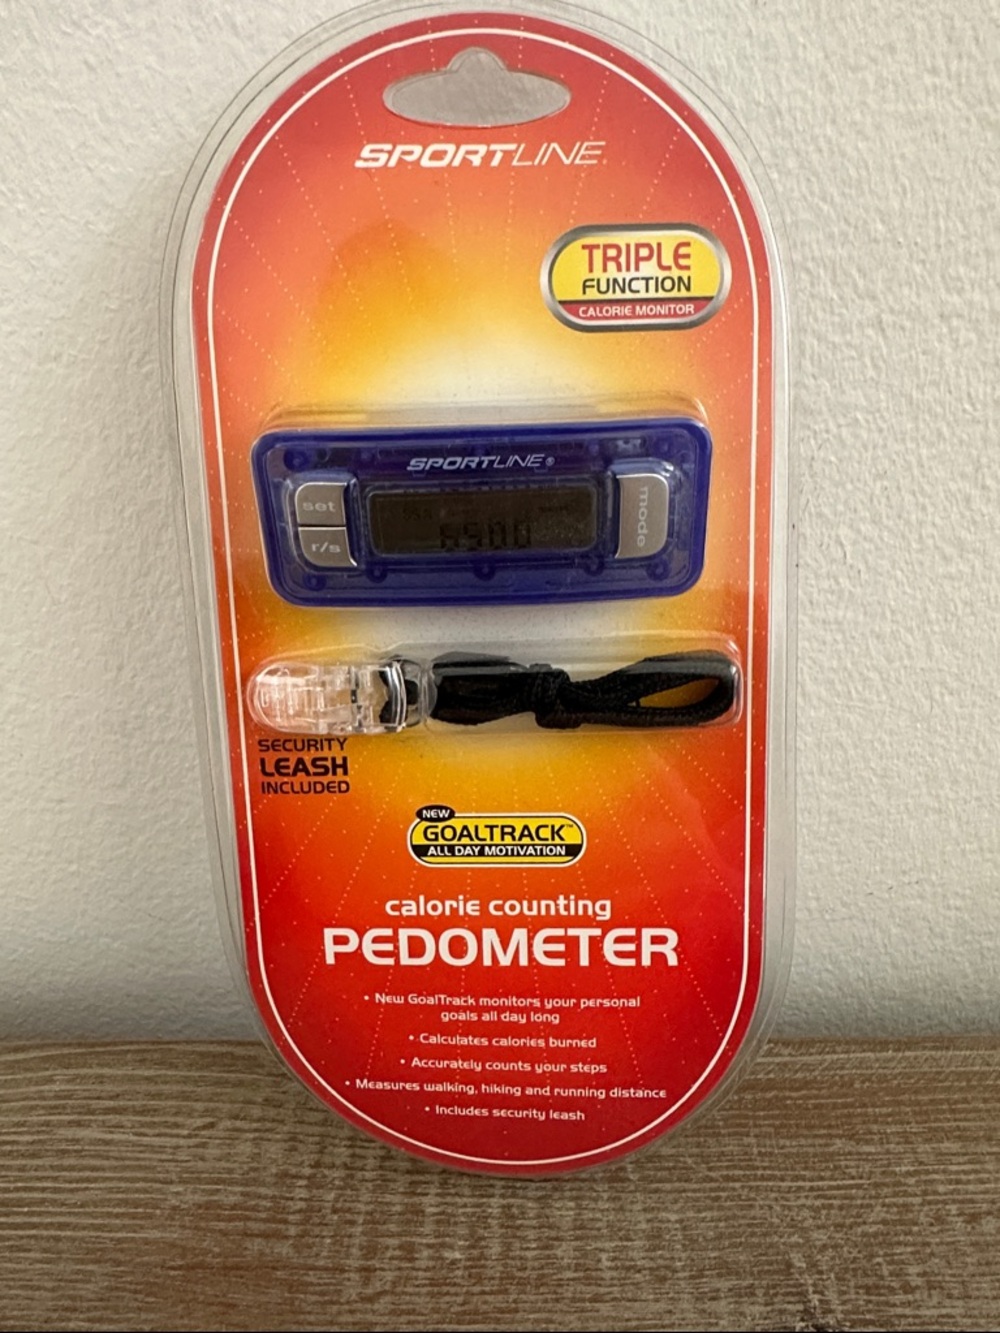 SPORTLINE
TRIPLE
FUNCTION
CALORIE MONITOR
SPORTLINE®
set
mode
r/s
6500
SECURITY
LEASH
INCLUDED
NEW
GOALTRACK™
ALL DAY MOTIVATION
calorie counting
PEDOMETER
• New GoalTrack monitors your personal
goals all day long
• Calculates calories burned
• Accurately counts your steps
• Measures walking, hiking and running distance
• Includes security leash